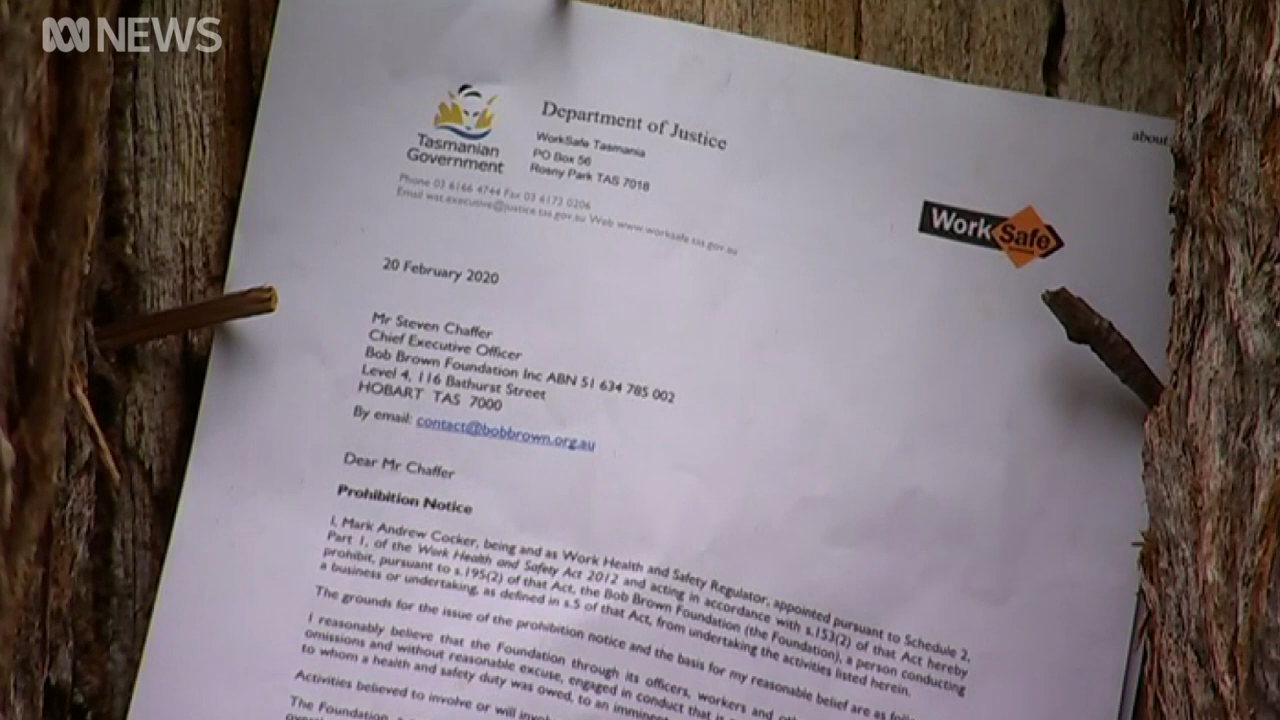 NEWS
about
Tasmanian
Government
Department of Justice
WorkSafe Tasmania
PO Box 56
Rosny Park TAS 7018
Phone 03 6166 4744 Fax 03 6173 0206
Email wst.executive@justice.tas.gov.au Web www.worksafe.tas.gov.au
Work Safe
20 February 2020
Mr Steven Chaffer
Chief Executive Officer
Bob Brown Foundation Inc ABN 51 634 785 002
Level 4, 116 Bathurst Street
HOBART TAS 7000
By email: contact@bobbrown.org.au
Dear Mr Chaffer
Prohibition Notice
I, Mark Andrew Cocker, being and as Work Health and Safety Regulator, appointed pursuant to Schedule 2,
Part 1, of the Work Health and Safety Act 2012 and acting in accordance with s.153(2) of that Act hereby
prohibit, pursuant to s.195(2) of that Act, the Bob Brown Foundation (the Foundation), a person conducting
a business or undertaking, as defined in s.5 of that Act, from undertaking the activities listed herein.
The grounds for the issue of the prohibition notice and the basis for my reasonable belief are as
I reasonably believe that the Foundation through its officers, workers and
omissions and without reasonable excuse, engaged in conduct that
to whom a health and safety duty was owed, to an
Activities believed to involve or will
The Foundation,